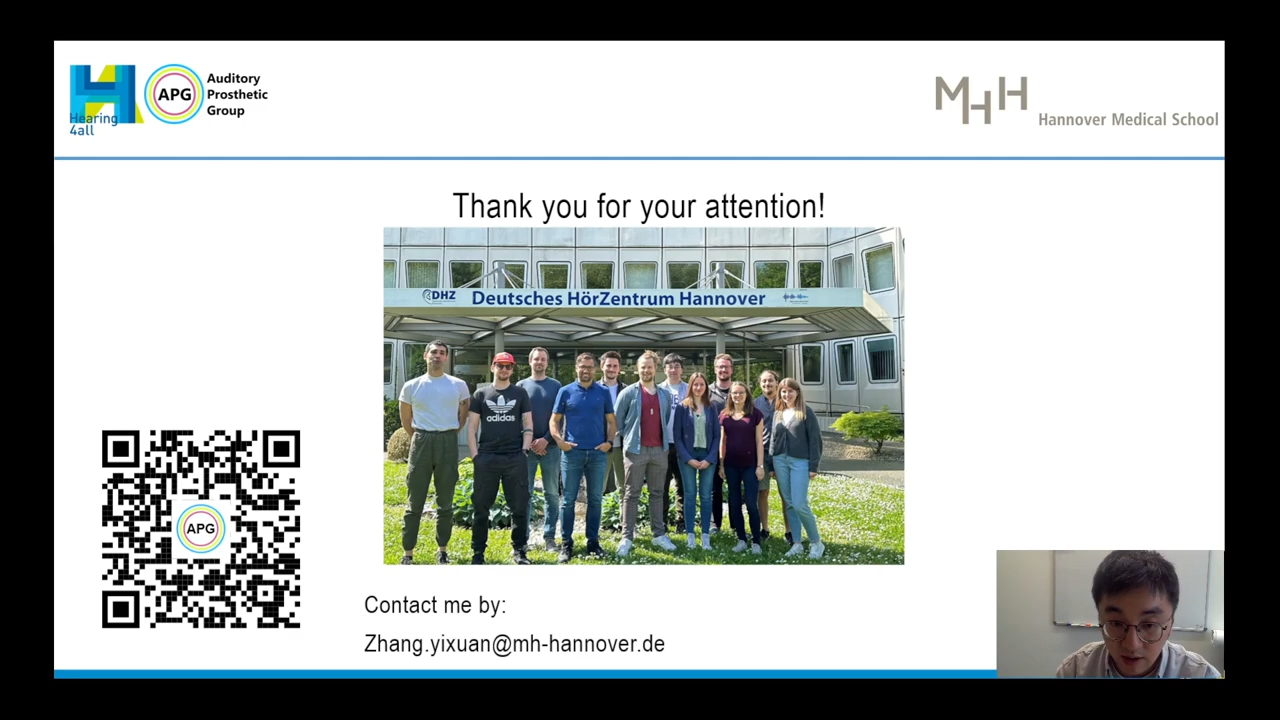 Hearing
4all
APG
Auditory
Prosthetic
Group
MHH
Hannover Medical School
Thank you for your attention!
DHZ Deutsches HörZentrum Hannover
adidas
APG
Contact me by:
Zhang.yixuan@mh-hannover.de